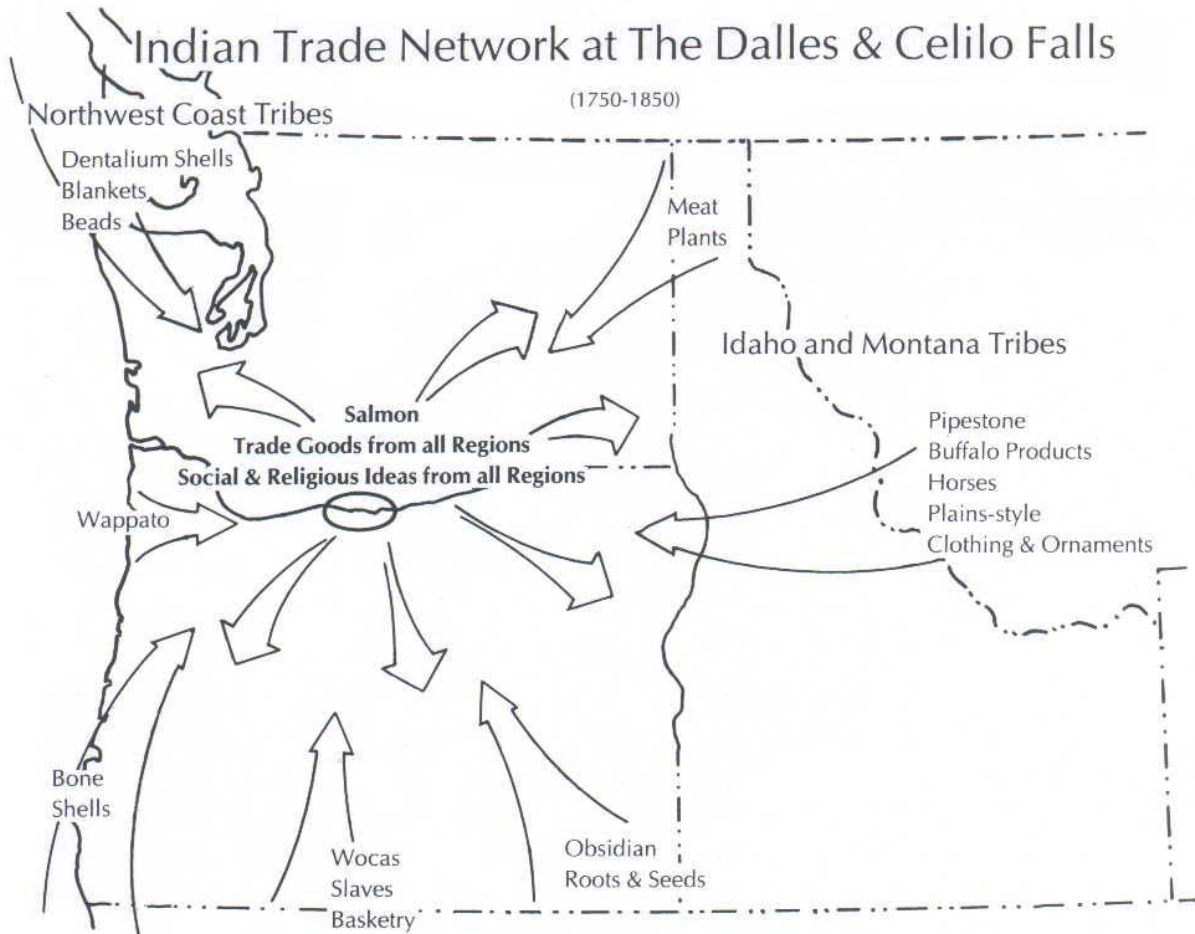 Indian Trade Network at The Dalles & Celilo Falls
(1750-1850)
Northwest Coast Tribes
Dentalium Shells
Blankets
Beads
Meat
Plants
Idaho and Montana Tribes
Salmon
Trade Goods from all Regions
Social & Religious Ideas from all Regions
Pipestone
Buffalo Products
Horses
Plains-style
Clothing & Ornaments
Wappato
Bone
Shells
Wocas
Slaves
Basketry
Obsidian
Roots & Seeds